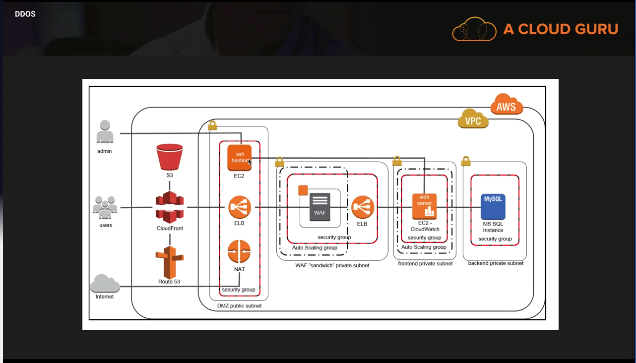 DDOS
A CLOUD GURU
AWS
VPC
admin
S3
ssh
bastion
EC2
users
CloudFront
ELB
WAF
ELB
web
server
EC2 -
CloudWatch
MySQL
MS SQL
Instance
security group
security group
security group
Auto Scaling group
Auto Scaling group
Internet
Route 53
NAT
security group
WAF "sandwich" private subnet
frontend private subnet
backend private subnet
DMZ public subnet